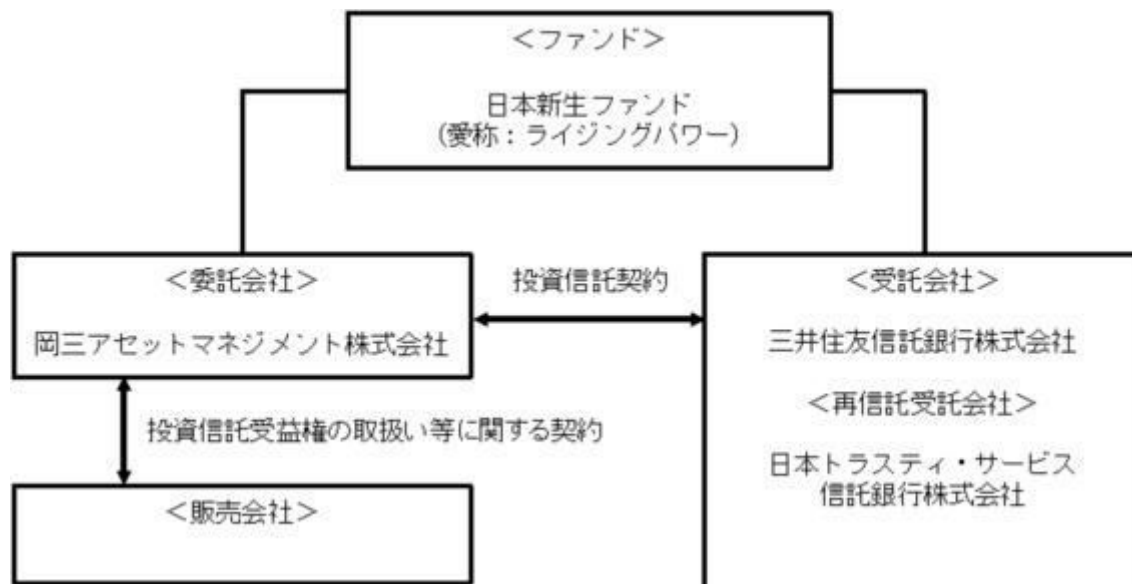 ＜ファンド＞
日本新生ファンド
（愛称：ライジングパワー）
＜委託会社＞
岡三アセットマネジメント株式会社
投資信託契約
＜受託会社＞
三井住友信託銀行株式会社
＜再信託受託会社＞
日本トラスティ・サービス
信託銀行株式会社
投資信託受益権の取扱い等に関する契約
＜販売会社＞